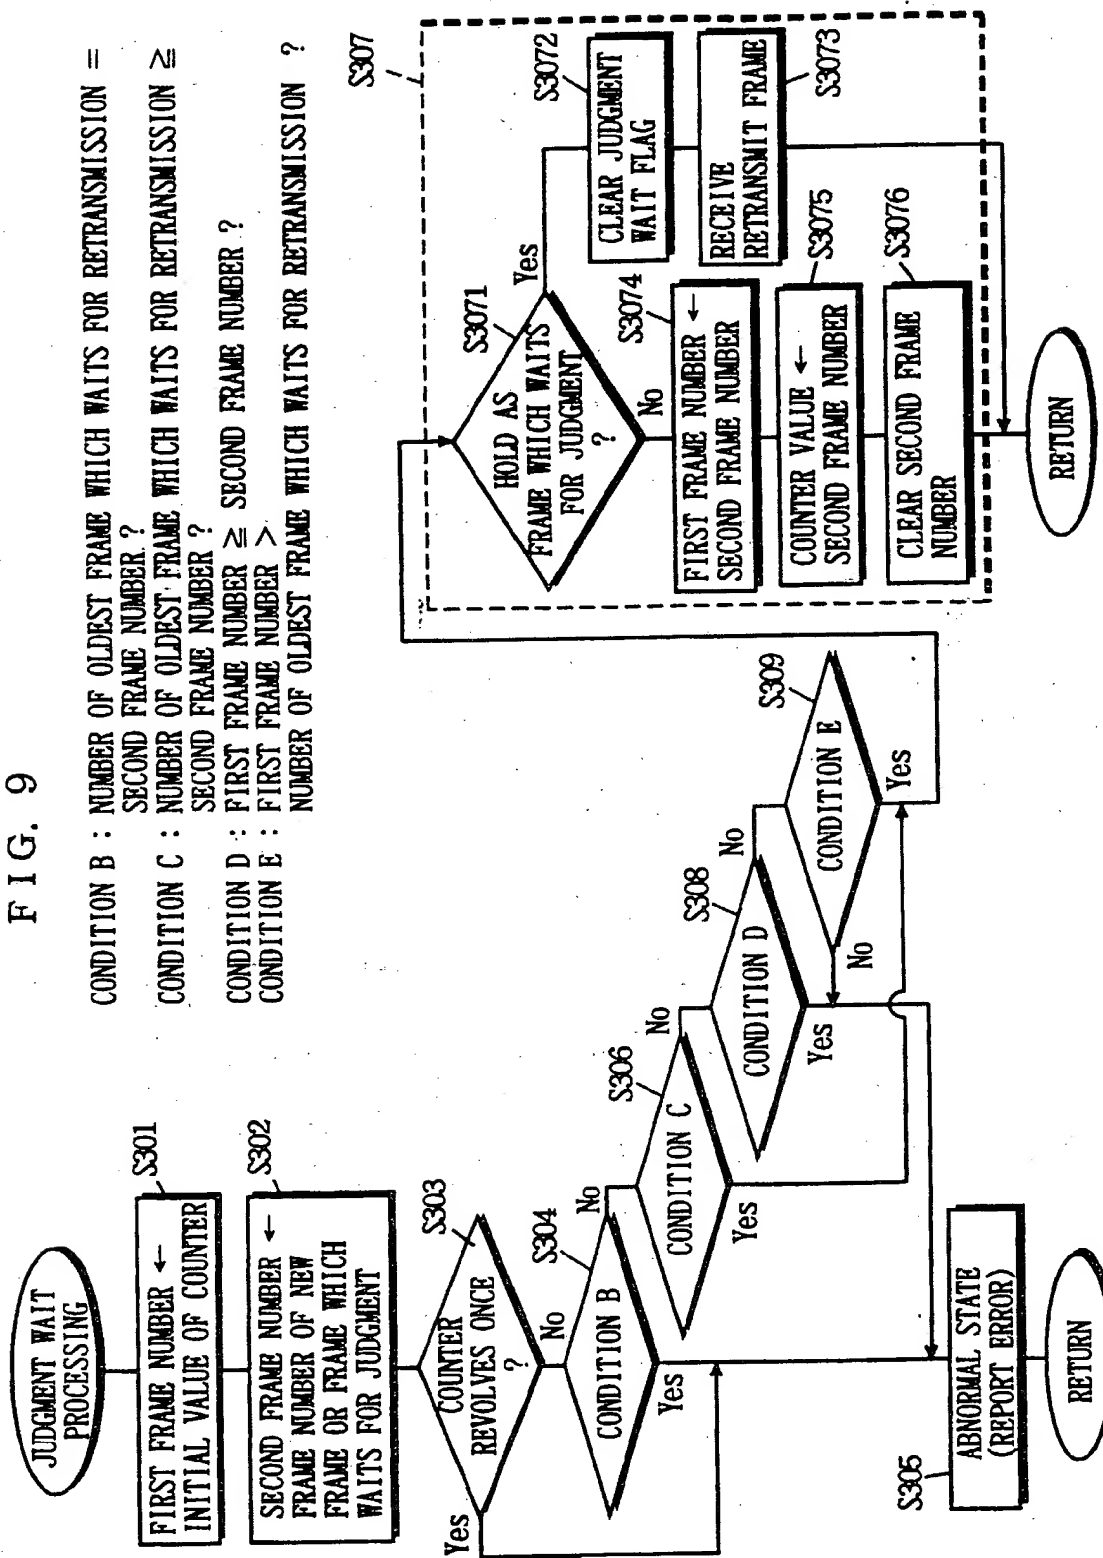 F I G. 9
CONDITION B : NUMBER OF OLDEST FRAME WHICH WAITS FOR RETRANSMISSION =
SECOND FRAME NUMBER ?
CONDITION C : NUMBER OF OLDEST FRAME WHICH WAITS FOR RETRANSMISSION ≧
SECOND FRAME NUMBER ?
CONDITION D : FIRST FRAME NUMBER ≧ SECOND FRAME NUMBER ?
CONDITION E : FIRST FRAME NUMBER >
NUMBER OF OLDEST FRAME WHICH WAITS FOR RETRANSMISSION ?
JUDGMENT WAIT
PROCESSING
S301
FIRST FRAME NUMBER ←
INITIAL VALUE OF COUNTER
S302
SECOND FRAME NUMBER ←
FRAME NUMBER OF NEW
FRAME OR FRAME WHICH
WAITS FOR JUDGMENT
S303
COUNTER
REVOLVES ONCE
?
Yes
No
S304
CONDITION B
Yes
No
S306
CONDITION C
Yes
No
S308
CONDITION D
Yes
No
S309
CONDITION E
No
Yes
S305
ABNORMAL STATE
(REPORT ERROR)
RETURN
S307
S3071
HOLD AS
FRAME WHICH WAITS
FOR JUDGMENT
?
Yes
No
S3072
CLEAR JUDGMENT
WAIT FLAG
S3073
RECEIVE
RETRANSMIT FRAME
S3074
FIRST FRAME NUMBER ←
SECOND FRAME NUMBER
S3075
COUNTER VALUE ←
SECOND FRAME NUMBER
S3076
CLEAR SECOND FRAME
NUMBER
RETURN